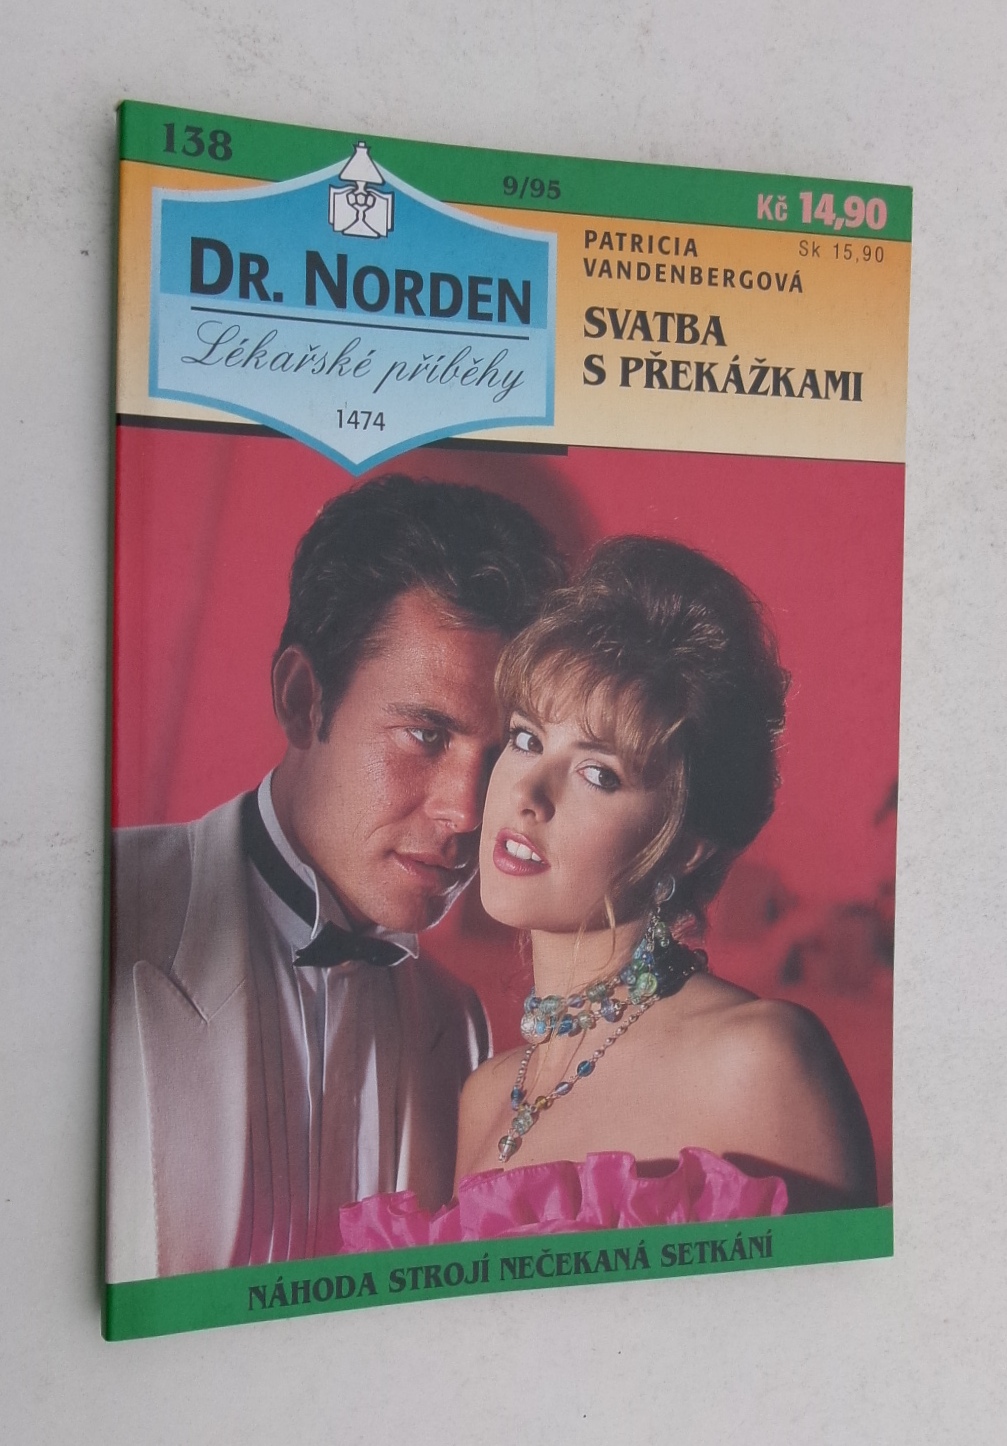 138
9/95
Kč 14,90
Sk 15,90
DR. NORDEN
Lékařské příběhy
1474
PATRICIA
VANDENBERGOVÁ
SVATBA
S PŘEKÁŽKAMI
NÁHODA STROJÍ NEČEKANÁ SETKÁNÍ